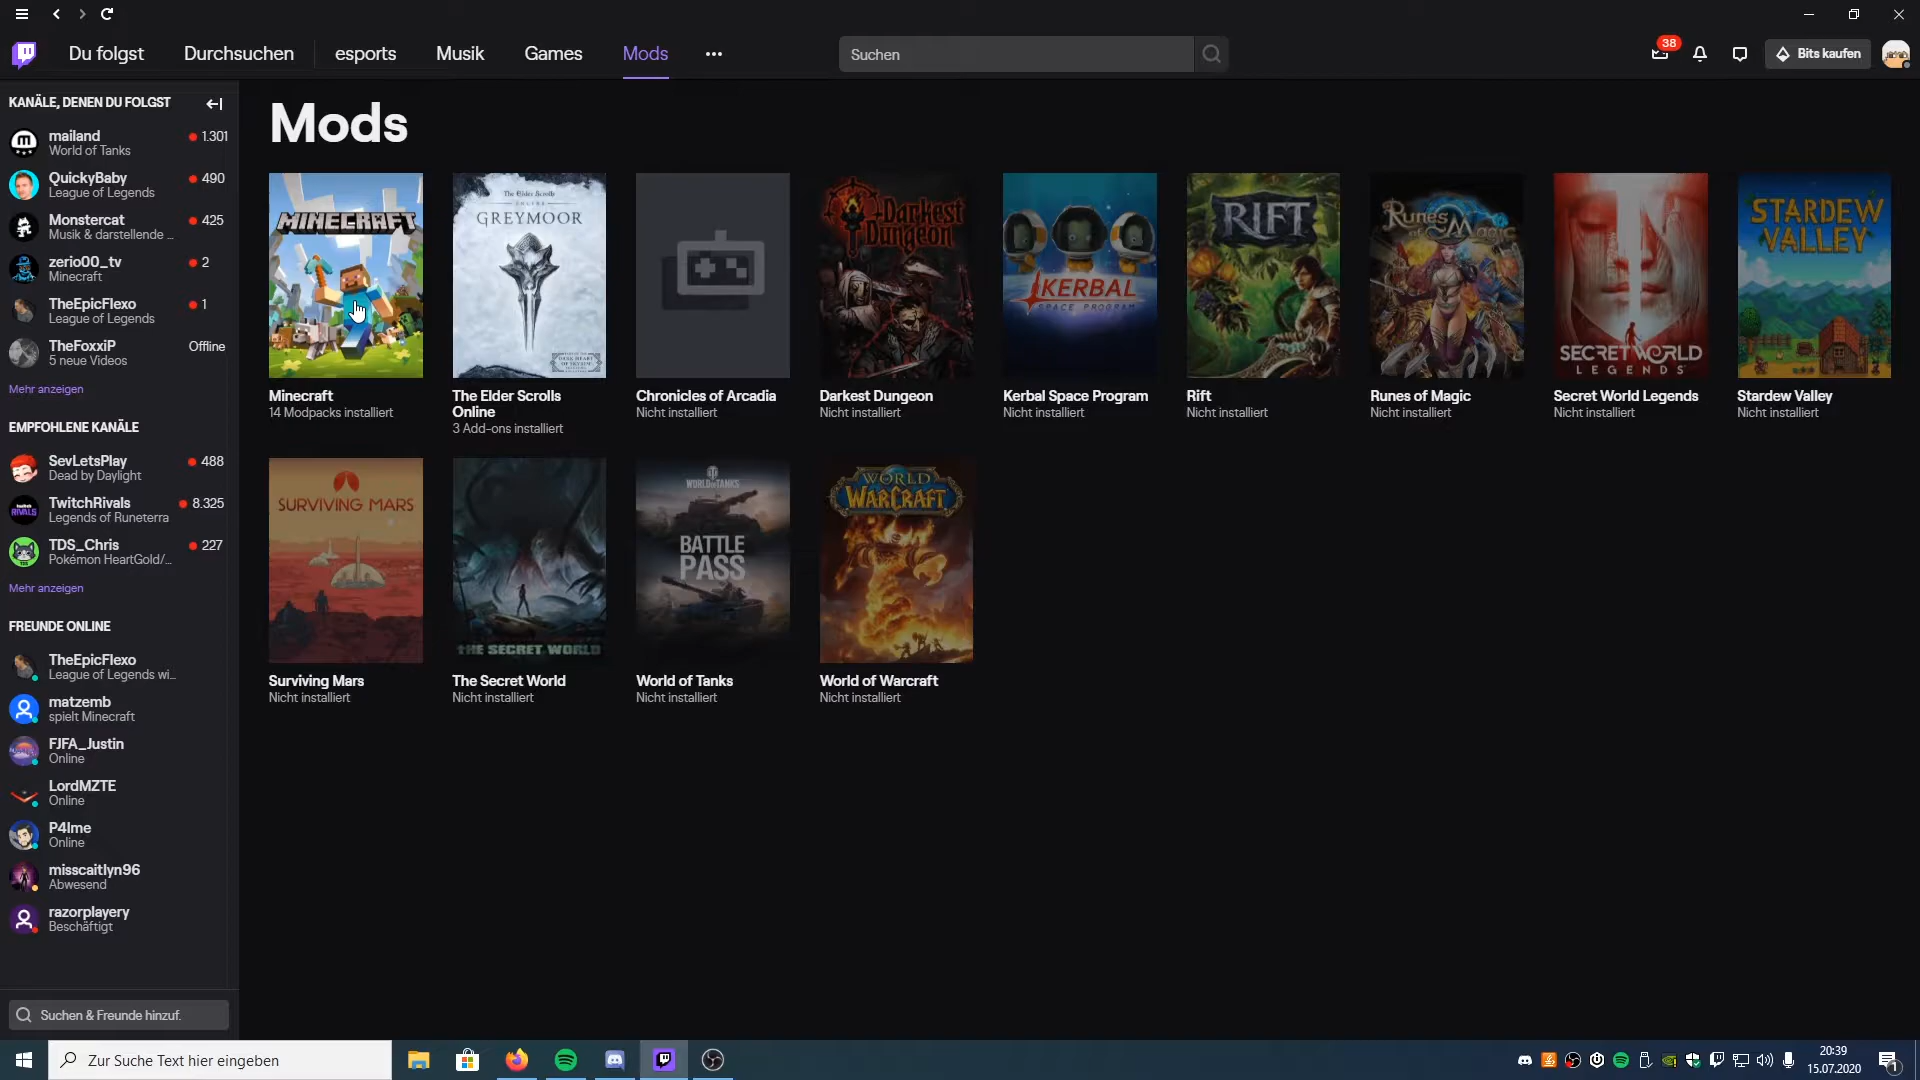 Du folgst
Durchsuchen
esports
Musik
Games
Mods
Suchen
38
Bits kaufen
KANÄLE, DENEN DU FOLGST
mailand
1.301
World of Tanks
QuickyBaby
490
League of Legends
Monstercat
425
Musik & darstellende ...
zerio00_tv
2
Minecraft
TheEpicFlexo
1
League of Legends
TheFoxxiP
Offline
5 neue Videos
Mehr anzeigen
EMPFOHLENE KANÄLE
SevLetsPlay
488
Dead by Daylight
TwitchRivals
8.325
Legends of Runeterra
TDS_Chris
227
Pokémon HeartGold/...
Mehr anzeigen
FREUNDE ONLINE
TheEpicFlexo
League of Legends wi...
matzemb
spielt Minecraft
FJFA_Justin
Online
LordMZTE
Online
P4lme
Online
misscaitlyn96
Abwesend
razorplayery
Beschäftigt
Suchen & Freunde hinzuf.
Mods
MINECRAFT
Minecraft
14 Modpacks installiert
The Elder Scrolls
ONLINE
GREYMOOR
The Elder Scrolls
Online
3 Add-ons installiert
Chronicles of Arcadia
Nicht installiert
Darkest
Dungeon
Darkest Dungeon
Nicht installiert
KERBAL
SPACE PROGRAM
Kerbal Space Program
Nicht installiert
RIFT
Rift
Nicht installiert
Runes
of Magic
Runes of Magic
Nicht installiert
SECRET WORLD
LEGENDS
Secret World Legends
Nicht installiert
STARDEW
VALLEY
Stardew Valley
Nicht installiert
SURVIVING MARS
Surviving Mars
Nicht installiert
THE SECRET WORLD
The Secret World
Nicht installiert
WORLD OF TANKS
BATTLE
PASS
World of Tanks
Nicht installiert
WORLD
OF
WARCRAFT
World of Warcraft
Nicht installiert
Zur Suche Text hier eingeben
20:39
15.07.2020
1